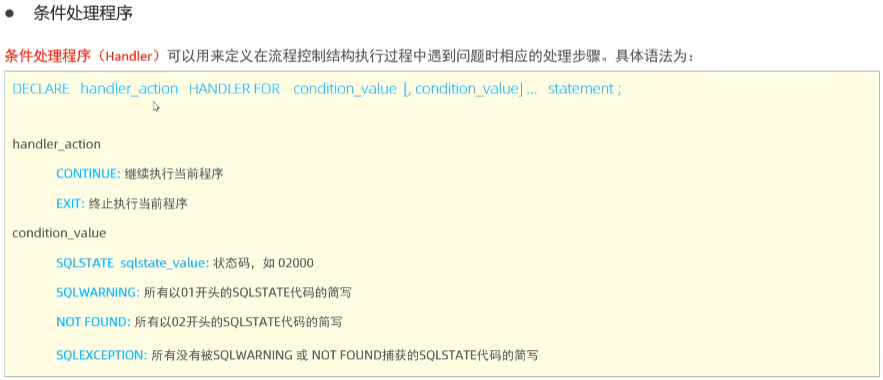 ● 条件处理程序
条件处理程序（Handler）可以用来定义在流程控制结构执行过程中遇到问题时相应的处理步骤。具体语法为：
DECLARE handler_action HANDLER FOR condition_value [, condition_value] ... statement ;
handler_action
CONTINUE: 继续执行当前程序
EXIT: 终止执行当前程序
condition_value
SQLSTATE sqlstate_value: 状态码，如 02000
SQLWARNING: 所有以01开头的SQLSTATE代码的简写
NOT FOUND: 所有以02开头的SQLSTATE代码的简写
SQLEXCEPTION: 所有没有被SQLWARNING 或 NOT FOUND捕获的SQLSTATE代码的简写